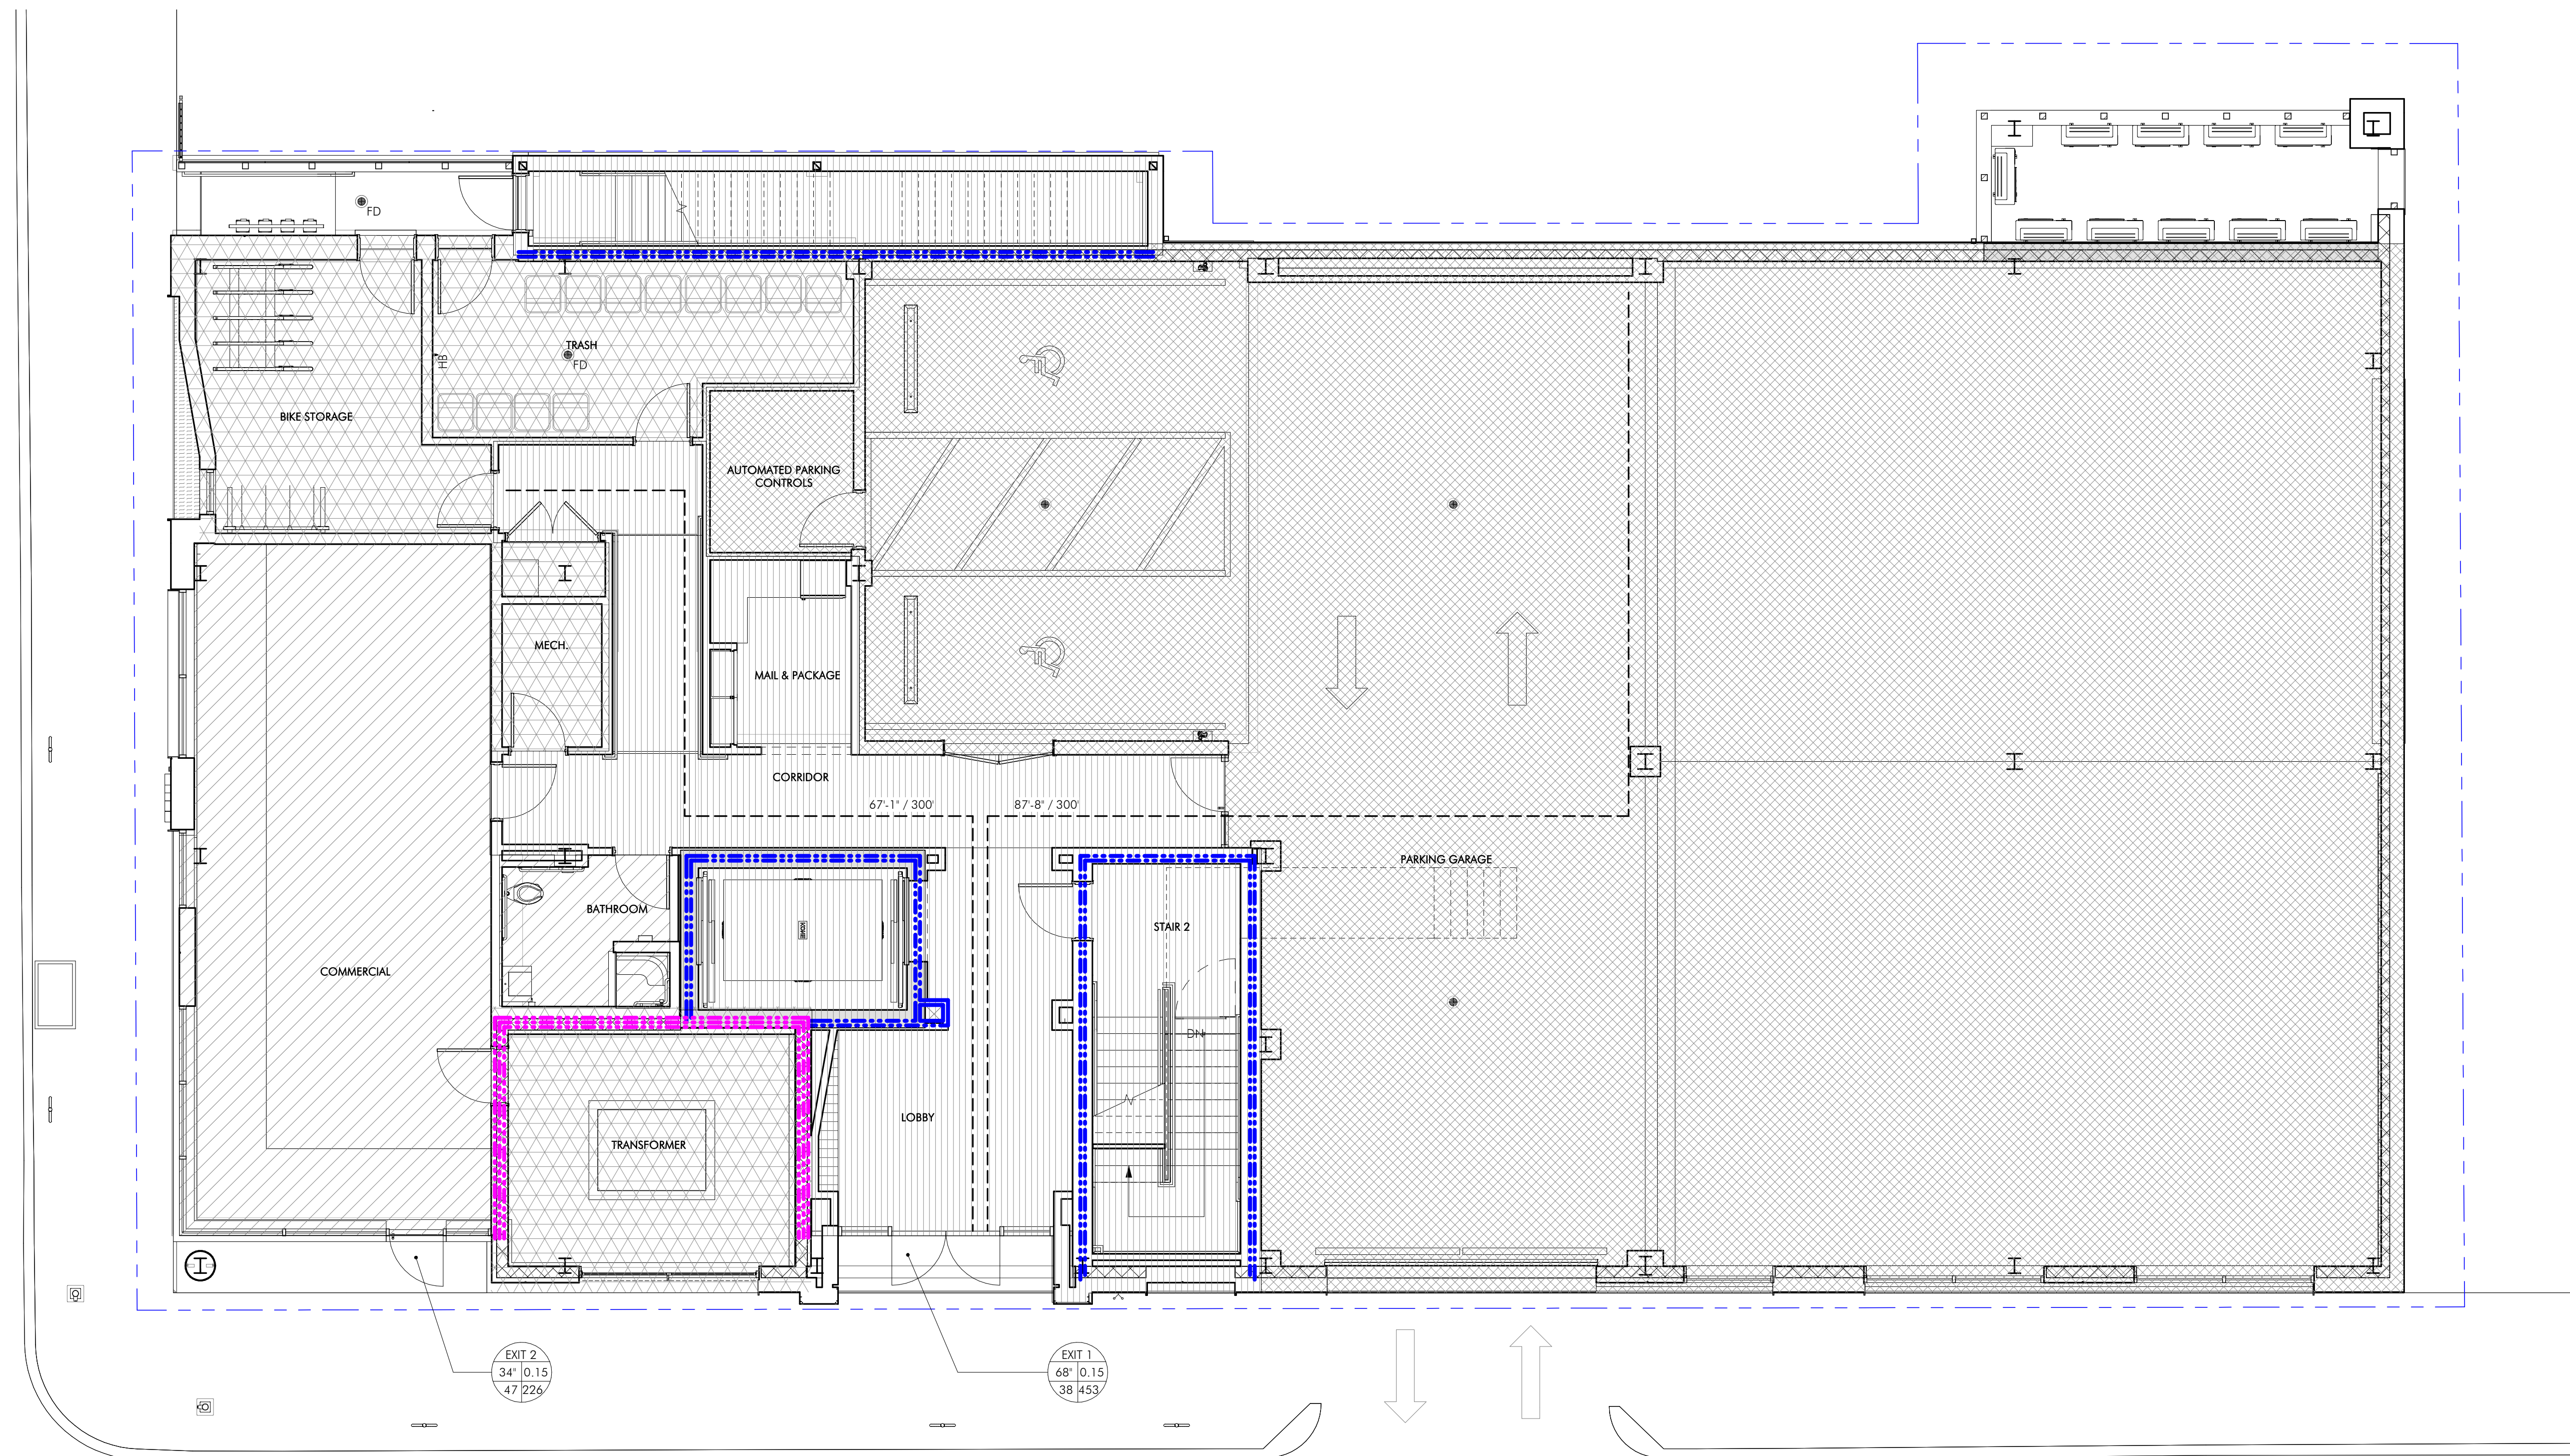 FD
TRASH
HB
FD
BIKE STORAGE
AUTOMATED PARKING
CONTROLS
MECH.
MAIL & PACKAGE
CORRIDOR
67'-1" / 300'
87'-8" / 300'
PARKING GARAGE
BATHROOM
KONE
STAIR 2
COMMERCIAL
DN
LOBBY
TRANSFORMER
EXIT 2
34" 0.15
47 226
EXIT 1
68" 0.15
38 453